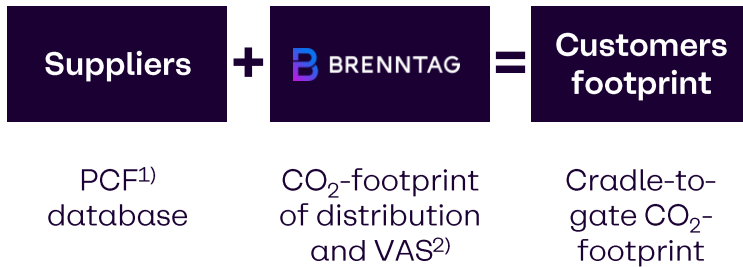 Suppliers
+
BRENNTAG
=
Customers
footprint
PCF¹⁾
database
CO₂-footprint
of distribution
and VAS²⁾
Cradle-to-
gate CO₂-
footprint